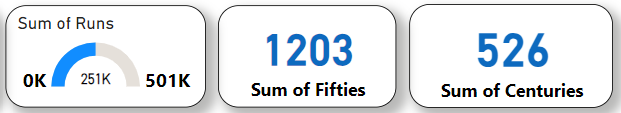 Sum of Runs
0K 251K 501K
1203
Sum of Fifties
526
Sum of Centuries